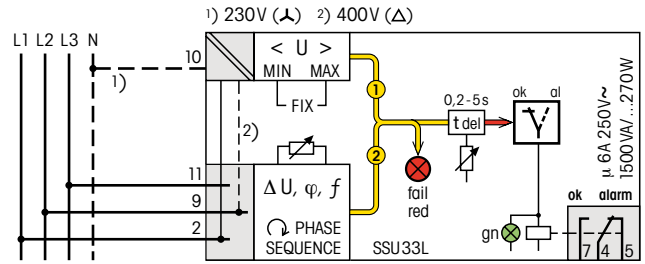 1) 230V (⅄) 2) 400V (△)
L1 L2 L3 N
10
1)
< U >
MIN MAX
FIX
2)
1
0,2-5s
t del
ok al
µ 6A 250V~
1500VA/...270W
11
9
2
Δ U, φ, f
PHASE
SEQUENCE
2
fail
red
SSU33L
gn
ok alarm
7 4 5